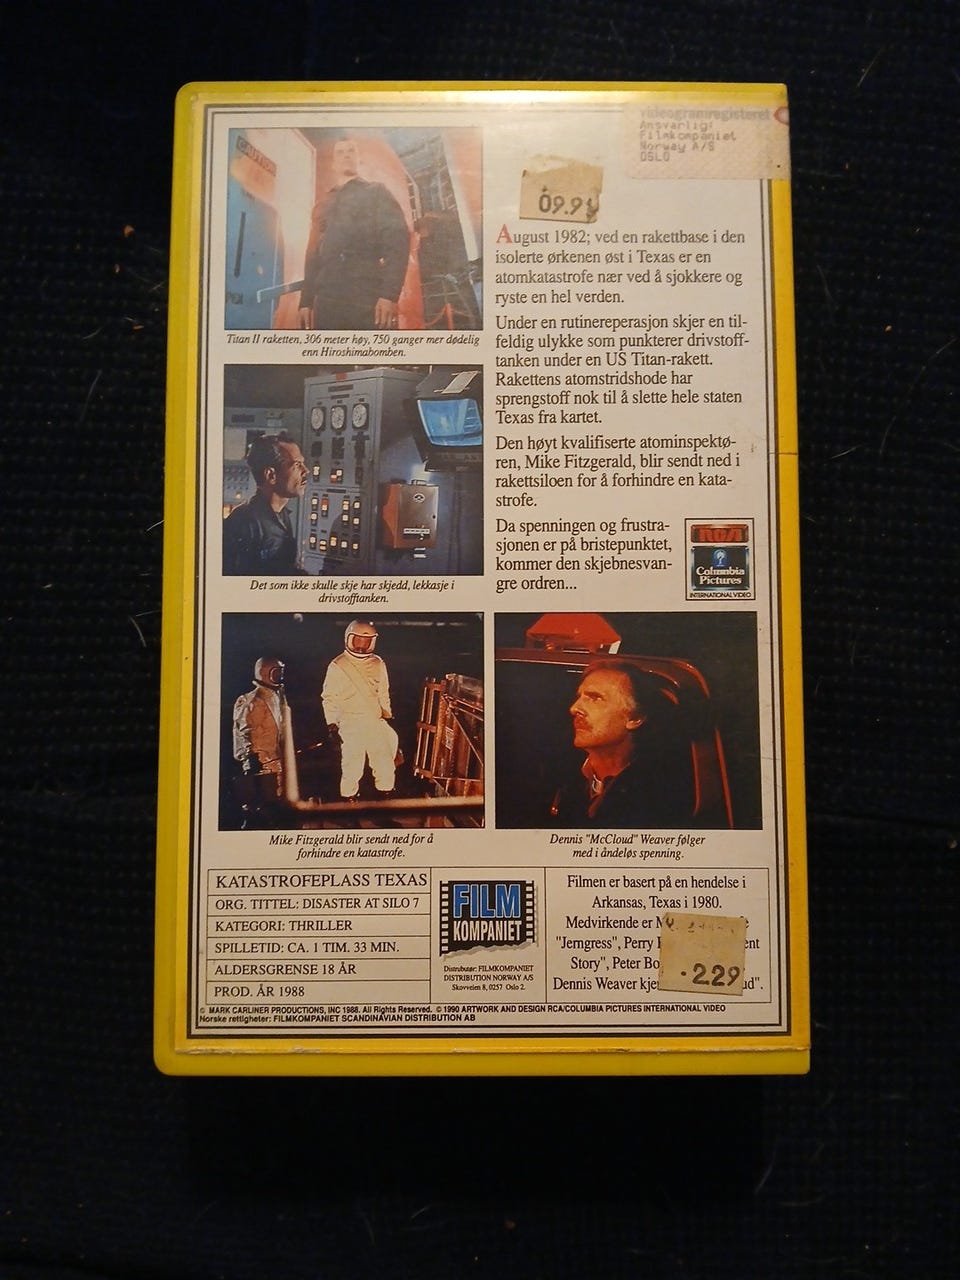 videogramregisteret
Ansvarlig:
Filmkompaniet
Norway A/S
OSLO
CAUTION
09.91
August 1982; ved en rakettbase i den
isolerte ørkenen øst i Texas er en
atomkatastrofe nær ved å sjokkere og
ryste en hel verden.
Under en rutinereperasjon skjer en til-
feldig ulykke som punkterer drivstoff-
tanken under en US Titan-rakett.
Rakettens atomstridshode har
sprengstoff nok til å slette hele staten
Texas fra kartet.
Den høyt kvalifiserte atominspektø-
ren, Mike Fitzgerald, blir sendt ned i
rakettsiloen for å forhindre en kata-
strofe.
Da spenningen og frustra-
sjonen er på bristepunktet,
kommer den skjebnesvan-
gre ordren...
RCA
Columbia
Pictures
INTERNATIONAL VIDEO
Titan II raketten, 306 meter høy, 750 ganger mer dødelig
enn Hiroshimabomben.
Det som ikke skulle skje har skjedd, lekkasje i
drivstofftanken.
Mike Fitzgerald blir sendt ned for å
forhindre en katastrofe.
Dennis "McCloud" Weaver følger
med i åndeløs spenning.
KATASTROFEPLASS TEXAS
ORG. TITTEL: DISASTER AT SILO 7
KATEGORI: THRILLER
SPILLETID: CA. 1 TIM. 33 MIN.
ALDERSGRENSE 18 ÅR
PROD. ÅR 1988
FILM
KOMPANIET
Distributør: FILMKOMPANIET
DISTRIBUTION NORWAY A/S
Skovveien 8, 0257 Oslo 2.
Filmen er basert på en hendelse i
Arkansas, Texas i 1980.
Medvirkende er
"Jerngress", Perry
Story", Peter
Dennis Weaver
.229
© MARK CARLINER PRODUCTIONS, INC 1988. All Rights Reserved. © 1990 ARTWORK AND DESIGN RCA/COLUMBIA PICTURES INTERNATIONAL VIDEO
Norske rettigheter: FILMKOMPANIET SCANDINAVIAN DISTRIBUTION AB